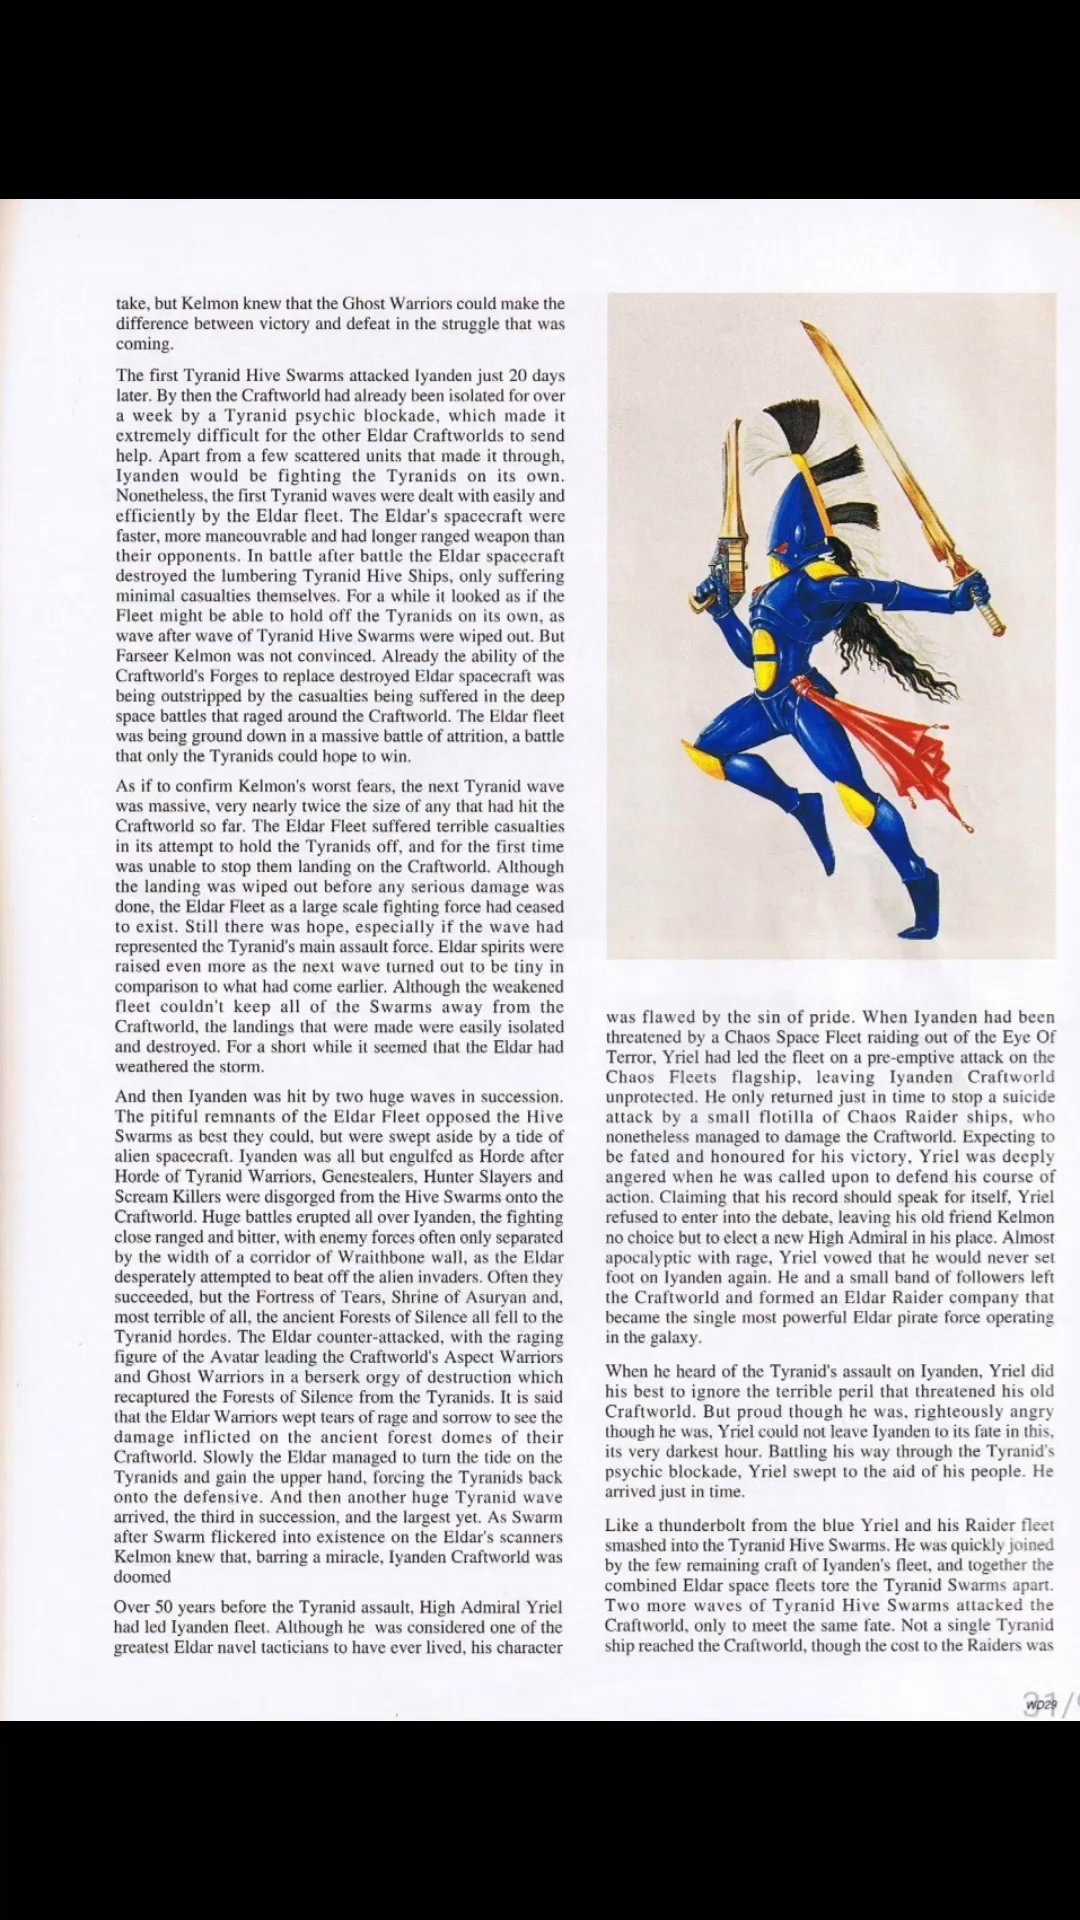 take, but Kelmon knew that the Ghost Warriors could make the
difference between victory and defeat in the struggle that was
coming.
The first Tyranid Hive Swarms attacked Iyanden just 20 days
later. By then the Craftworld had already been isolated for over
a week by a Tyranid psychic blockade, which made it
extremely difficult for the other Eldar Craftworlds to send
help. Apart from a few scattered units that made it through,
Iyanden would be fighting the Tyranids on its own.
Nonetheless, the first Tyranid waves were dealt with easily and
efficiently by the Eldar fleet. The Eldar's spacecraft were
faster, more maneouvrable and had longer ranged weapon than
their opponents. In battle after battle the Eldar spacecraft
destroyed the lumbering Tyranid Hive Ships, only suffering
minimal casualties themselves. For a while it looked as if the
Fleet might be able to hold off the Tyranids on its own, as
wave after wave of Tyranid Hive Swarms were wiped out. But
Farseer Kelmon was not convinced. Already the ability of the
Craftworld's Forges to replace destroyed Eldar spacecraft was
being outstripped by the casualties being suffered in the deep
space battles that raged around the Craftworld. The Eldar fleet
was being ground down in a massive battle of attrition, a battle
that only the Tyranids could hope to win.
As if to confirm Kelmon's worst fears, the next Tyranid wave
was massive, very nearly twice the size of any that had hit the
Craftworld so far. The Eldar Fleet suffered terrible casualties
in its attempt to hold the Tyranids off, and for the first time
was unable to stop them landing on the Craftworld. Although
the landing was wiped out before any serious damage was
done, the Eldar Fleet as a large scale fighting force had ceased
to exist. Still there was hope, especially if the wave had
represented the Tyranid's main assault force. Eldar spirits were
raised even more as the next wave turned out to be tiny in
comparison to what had come earlier. Although the weakened
fleet couldn't keep all of the Swarms away from the
Craftworld, the landings that were made were easily isolated
and destroyed. For a short while it seemed that the Eldar had
weathered the storm.
And then Iyanden was hit by two huge waves in succession.
The pitiful remnants of the Eldar Fleet opposed the Hive
Swarms as best they could, but were swept aside by a tide of
alien spacecraft. Iyanden was all but engulfed as Horde after
Horde of Tyranid Warriors, Genestealers, Hunter Slayers and
Scream Killers were disgorged from the Hive Swarms onto the
Craftworld. Huge battles erupted all over Iyanden, the fighting
close ranged and bitter, with enemy forces often only separated
by the width of a corridor of Wraithbone wall, as the Eldar
desperately attempted to beat off the alien invaders. Often they
succeeded, but the Fortress of Tears, Shrine of Asuryan and,
most terrible of all, the ancient Forests of Silence all fell to the
Tyranid hordes. The Eldar counter-attacked, with the raging
figure of the Avatar leading the Craftworld's Aspect Warriors
and Ghost Warriors in a berserk orgy of destruction which
recaptured the Forests of Silence from the Tyranids. It is said
that the Eldar Warriors wept tears of rage and sorrow to see the
damage inflicted on the ancient forest domes of their
Craftworld. Slowly the Eldar managed to turn the tide on the
Tyranids and gain the upper hand, forcing the Tyranids back
onto the defensive. And then another huge Tyranid wave
arrived, the third in succession, and the largest yet. As Swarm
after Swarm flickered into existence on the Eldar's scanners
Kelmon knew that, barring a miracle, Iyanden Craftworld was
doomed
Over 50 years before the Tyranid assault, High Admiral Yriel
had led Iyanden fleet. Although he was considered one of the
greatest Eldar navel tacticians to have ever lived, his character
was flawed by the sin of pride. When Iyanden had been
threatened by a Chaos Space Fleet raiding out of the Eye Of
Terror, Yriel had led the fleet on a pre-emptive attack on the
Chaos Fleets flagship, leaving Iyanden Craftworld
unprotected. He only returned just in time to stop a suicide
attack by a small flotilla of Chaos Raider ships, who
nonetheless managed to damage the Craftworld. Expecting to
be fated and honoured for his victory, Yriel was deeply
angered when he was called upon to defend his course of
action. Claiming that his record should speak for itself, Yriel
refused to enter into the debate, leaving his old friend Kelmon
no choice but to elect a new High Admiral in his place. Almost
apocalyptic with rage, Yriel vowed that he would never set
foot on Iyanden again. He and a small band of followers left
the Craftworld and formed an Eldar Raider company that
became the single most powerful Eldar pirate force operating
in the galaxy.
When he heard of the Tyranid's assault on Iyanden, Yriel did
his best to ignore the terrible peril that threatened his old
Craftworld. But proud though he was, righteously angry
though he was, Yriel could not leave Iyanden to its fate in this,
its very darkest hour. Battling his way through the Tyranid's
psychic blockade, Yriel swept to the aid of his people. He
arrived just in time.
Like a thunderbolt from the blue Yriel and his Raider fleet
smashed into the Tyranid Hive Swarms. He was quickly joined
by the few remaining craft of Iyanden's fleet, and together the
combined Eldar space fleets tore the Tyranid Swarms apart.
Two more waves of Tyranid Hive Swarms attacked the
Craftworld, only to meet the same fate. Not a single Tyranid
ship reached the Craftworld, though the cost to the Raiders was
WD29